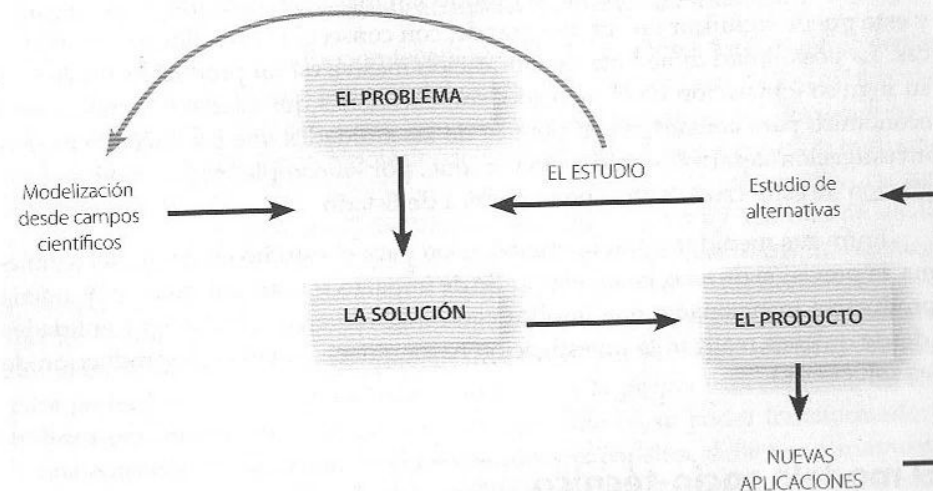 EL PROBLEMA
EL ESTUDIO
Modelización
desde campos
científicos
Estudio de
alternativas
LA SOLUCIÓN
EL PRODUCTO
NUEVAS
APLICACIONES